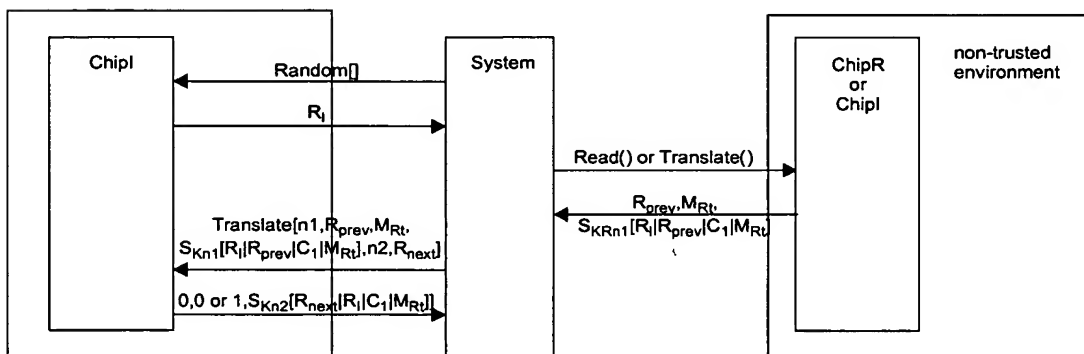 ChipI
System
ChipR
or
ChipI
non-trusted
environment
Random[]
R_I
Read() or Translate()
R_prev,M_Rt,
S_KRn1[R_I|R_prev|C_1|M_Rt
Translate[n1,R_prev,M_Rt,
S_Kn1[R_I|R_prev|C_1|M_Rt],n2,R_next]
0,0 or 1,S_Kn2[R_next|R_I|C_1|M_Rt]]